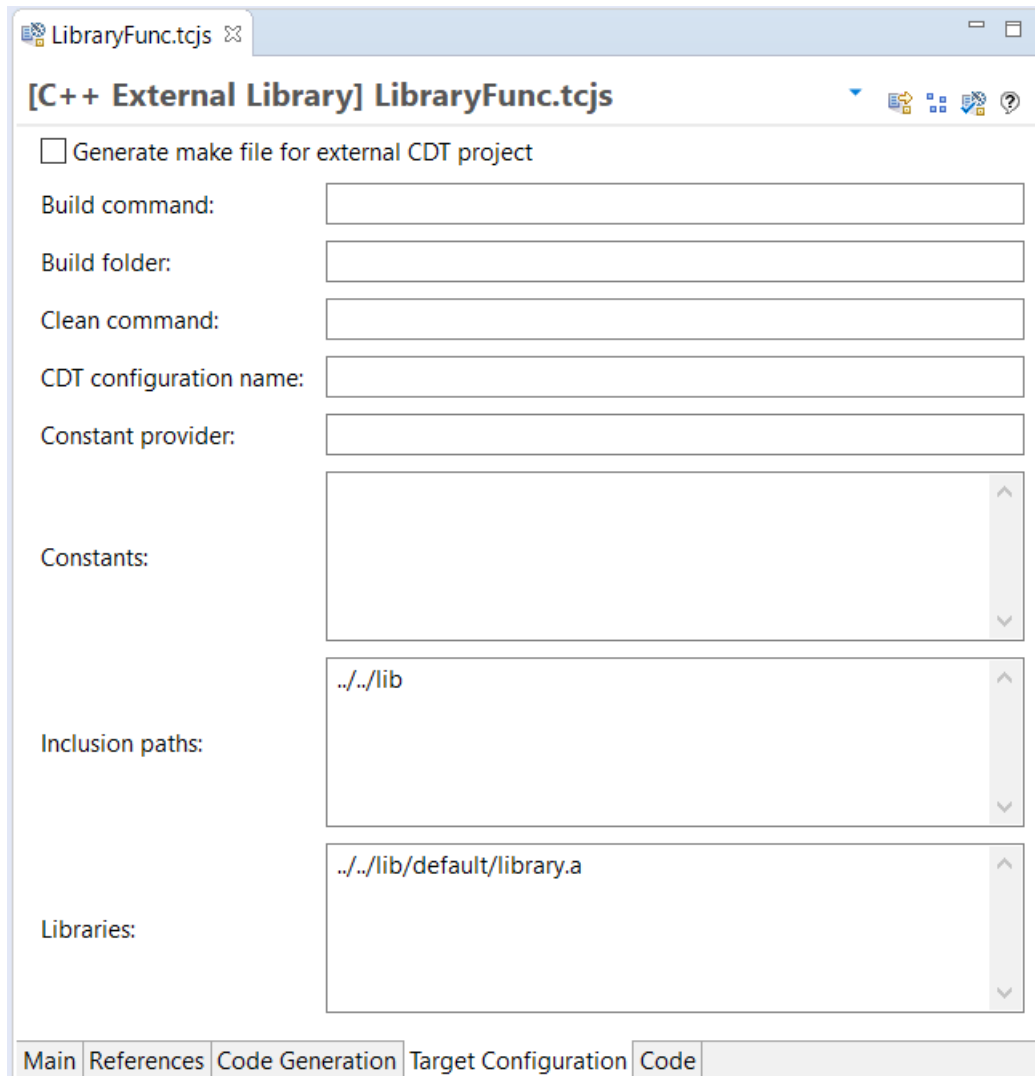 LibraryFunc.tcjs
[C++ External Library] LibraryFunc.tcjs
Generate make file for external CDT project
Build command:
Build folder:
Clean command:
CDT configuration name:
Constant provider:
Constants:
Inclusion paths: ../../lib
Libraries: ../../lib/default/library.a
Main References Code Generation Target Configuration Code